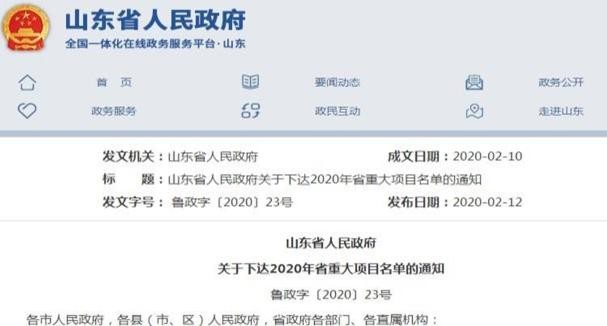 山东省人民政府
全国一体化在线政务服务平台·山东
首 页 要闻动态 政务公开
政务服务 政民互动 走进山东
发文机关：山东省人民政府 成文日期：2020-02-10
标 题：山东省人民政府关于下达2020年省重大项目名单的通知
发文字号：鲁政字〔2020〕23号 发布日期：2020-02-12
山东省人民政府
关于下达2020年省重大项目名单的通知
鲁政字〔2020〕23号
各市人民政府，各县（市、区）人民政府，省政府各部门、各直属机构：